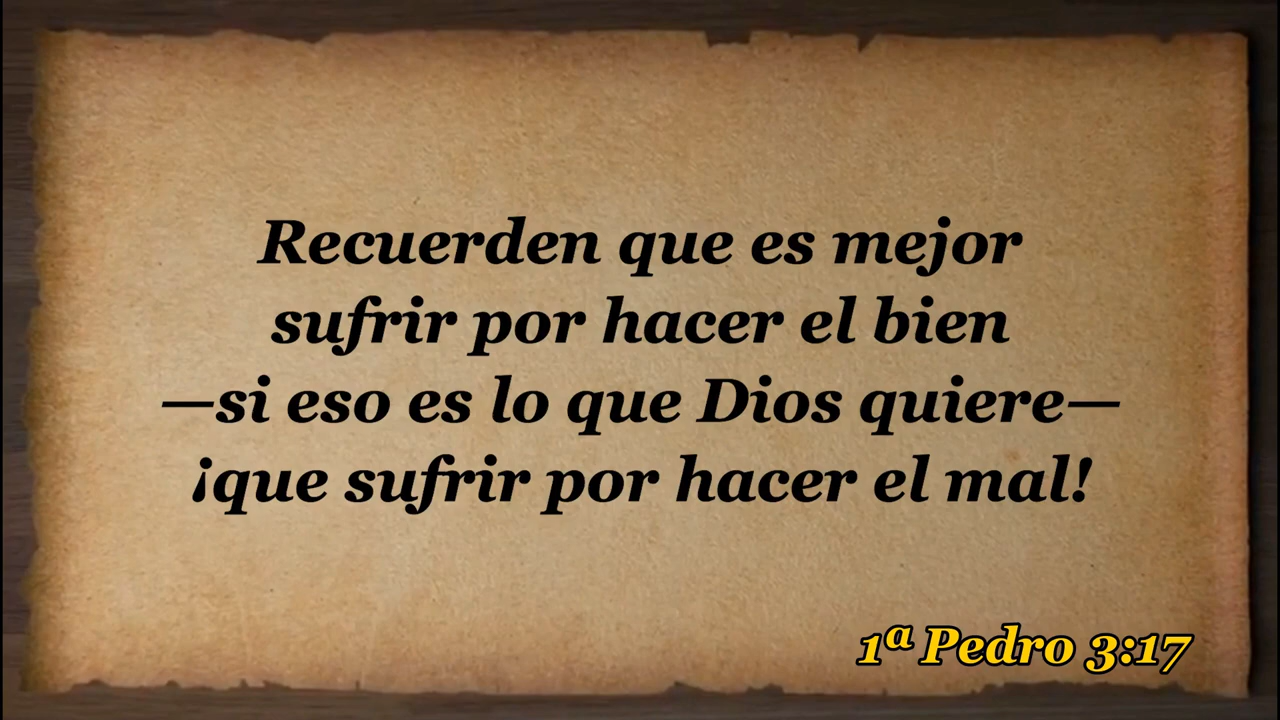 Recuerden que es mejor
sufrir por hacer el bien
—si eso es lo que Dios quiere—
¡que sufrir por hacer el mal!
1ª Pedro 3:17